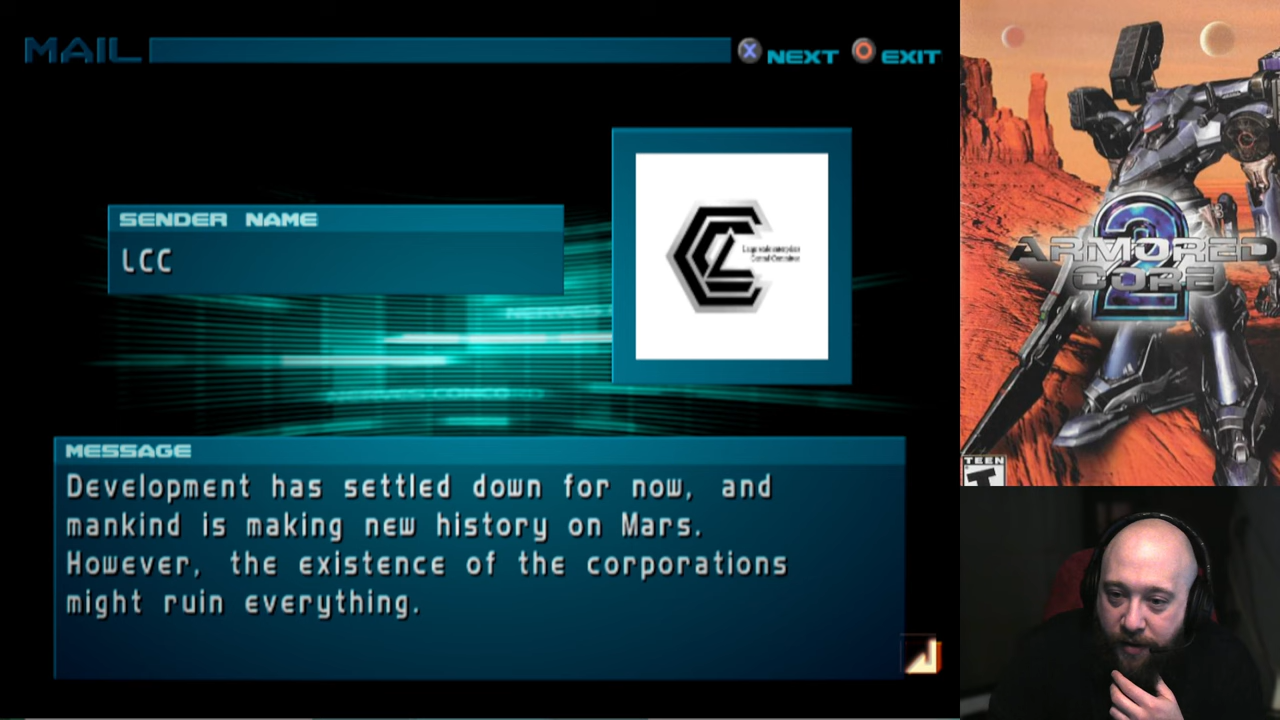 MAIL
NEXT
EXIT
SENDER NAME
LCC
MESSAGE
Development has settled down for now, and
mankind is making new history on Mars.
However, the existence of the corporations
might ruin everything.
ARMORED
CORE
2
TEEN
T